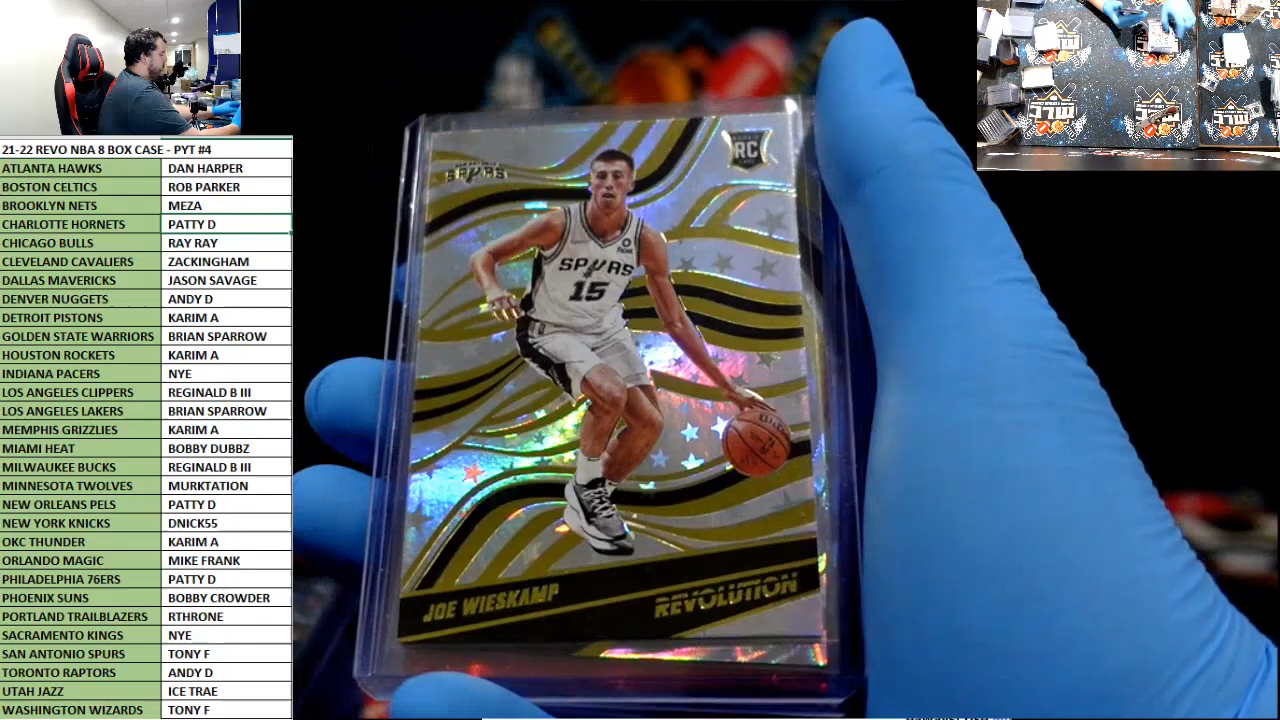 21-22 REVO NBA 8 BOX CASE - PYT #4
ATLANTA HAWKS DAN HARPER
BOSTON CELTICS ROB PARKER
BROOKLYN NETS MEZA
CHARLOTTE HORNETS PATTY D
CHICAGO BULLS RAY RAY
CLEVELAND CAVALIERS ZACKINGHAM
DALLAS MAVERICKS JASON SAVAGE
DENVER NUGGETS ANDY D
DETROIT PISTONS KARIM A
GOLDEN STATE WARRIORS BRIAN SPARROW
HOUSTON ROCKETS KARIM A
INDIANA PACERS NYE
LOS ANGELES CLIPPERS REGINALD B III
LOS ANGELES LAKERS BRIAN SPARROW
MEMPHIS GRIZZLIES KARIM A
MIAMI HEAT BOBBY DUBBZ
MILWAUKEE BUCKS REGINALD B III
MINNESOTA TWOLVES MURKTATION
NEW ORLEANS PELS PATTY D
NEW YORK KNICKS DNICK55
OKC THUNDER KARIM A
ORLANDO MAGIC MIKE FRANK
PHILADELPHIA 76ERS PATTY D
PHOENIX SUNS BOBBY CROWDER
PORTLAND TRAILBLAZERS RTHRONE
SACRAMENTO KINGS NYE
SAN ANTONIO SPURS TONY F
TORONTO RAPTORS ANDY D
UTAH JAZZ ICE TRAE
WASHINGTON WIZARDS TONY F
SPURS
RC
SPURS
15
JOE WIESKAMP
REVOLUTION